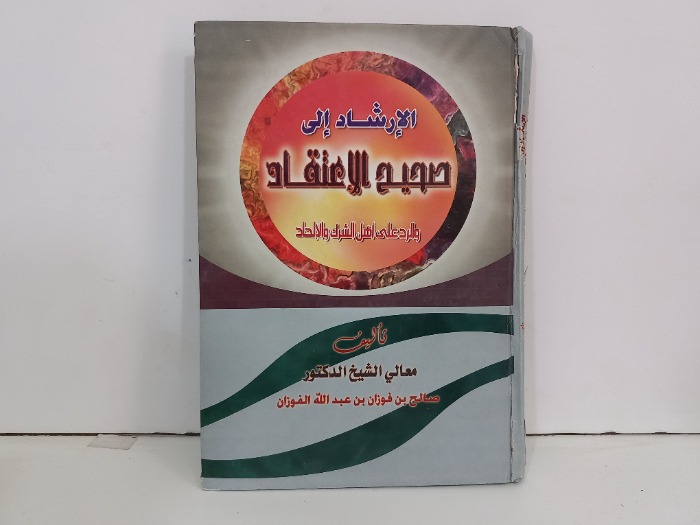 الإرشاد إلى
صحيح الإعتقاد
والرد على أهل الشرك والإلحاد
تأليف
معالي الشيخ الدكتور
صالح بن فوزان بن عبد الله الفوزان